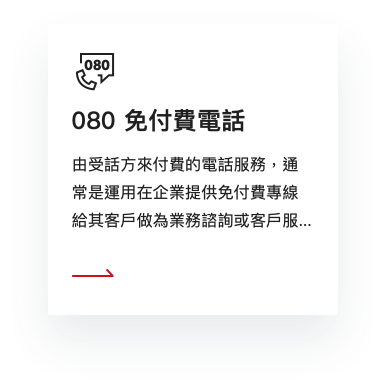 080
080 免付費電話
由受話方來付費的電話服務，通
常是運用在企業提供免付費專線
給其客戶做為業務諮詢或客戶服...